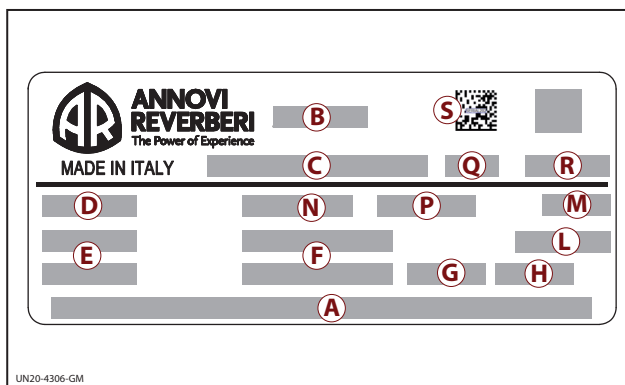 ANNOVI
REVERBERI
The Power of Experience
B
S
MADE IN ITALY
C
Q
R
D
N
P
M
E
F
L
G
H
A
UN20-4306-GM